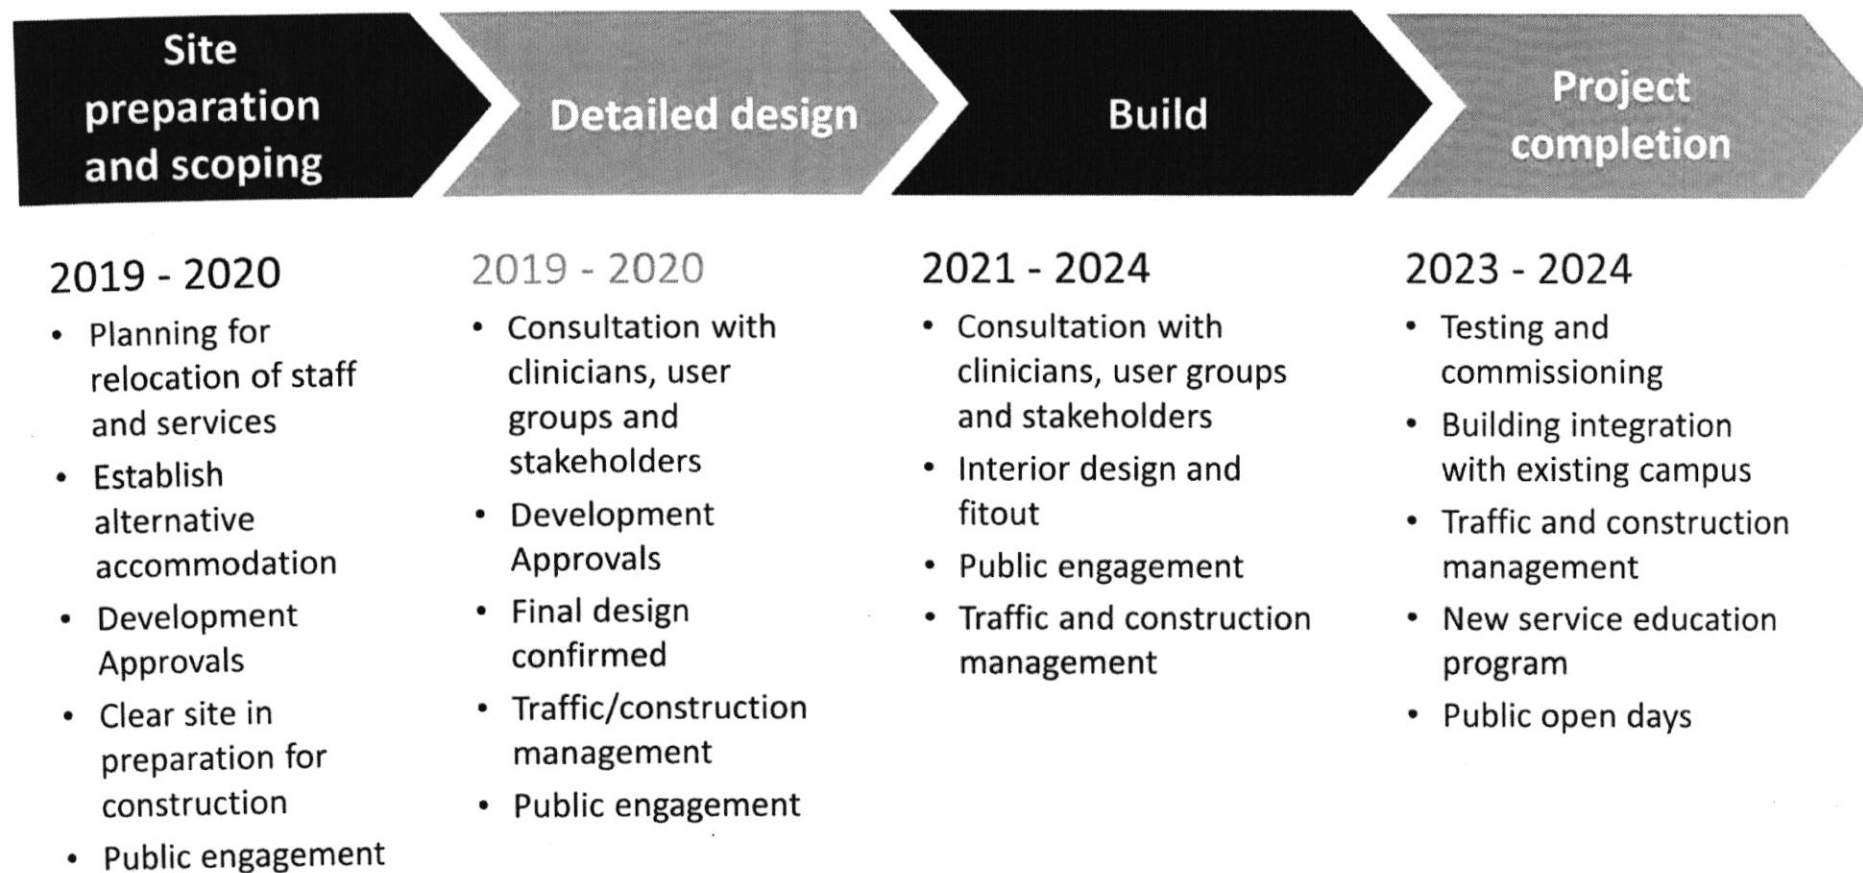 Site
preparation
and scoping
Detailed design
Build
Project
completion
2019 - 2020
• Planning for
relocation of staff
and services
• Establish
alternative
accommodation
• Development
Approvals
• Clear site in
preparation for
construction
• Public engagement
2019 - 2020
• Consultation with
clinicians, user
groups and
stakeholders
• Development
Approvals
• Final design
confirmed
• Traffic/construction
management
• Public engagement
2021 - 2024
• Consultation with
clinicians, user groups
and stakeholders
• Interior design and
fitout
• Public engagement
• Traffic and construction
management
2023 - 2024
• Testing and
commissioning
• Building integration
with existing campus
• Traffic and construction
management
• New service education
program
• Public open days